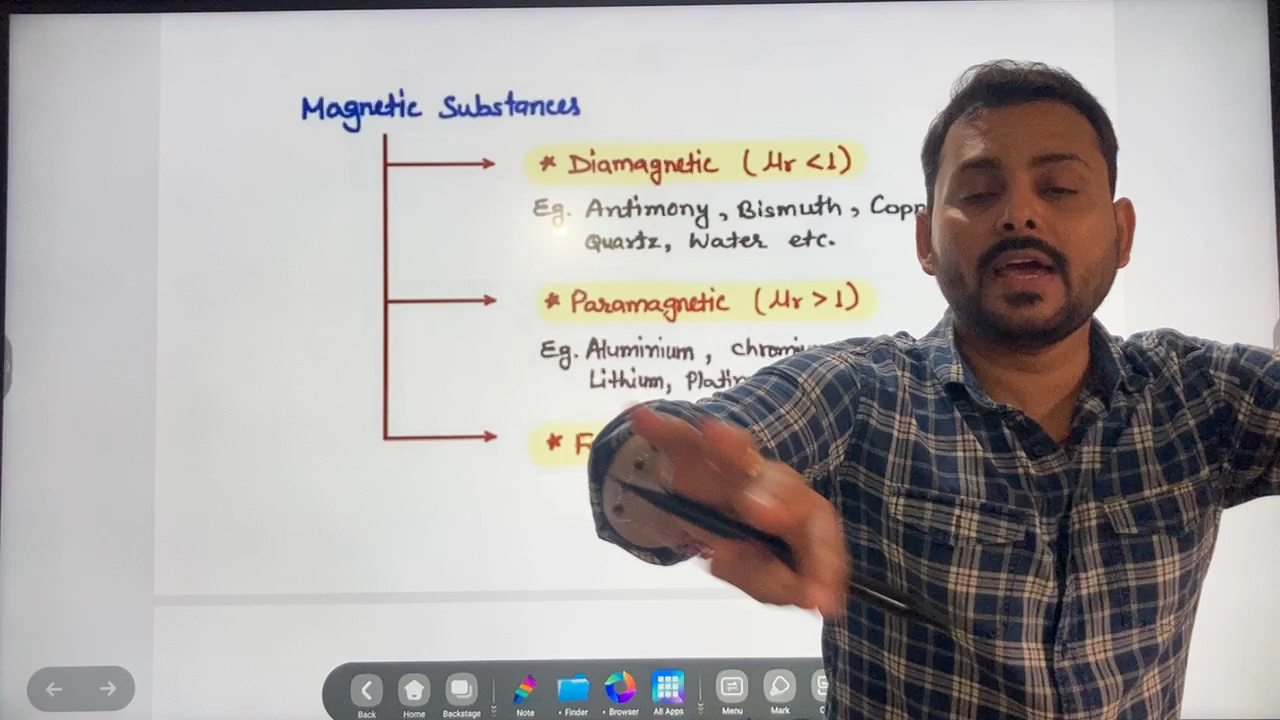 Magnetic Substances
* Diamagnetic (μr <1)
Eg. Antimony, Bismuth,
Quartz, Water etc.
* Paramagnetic (μr >1)
Eg. Aluminium,
Lithium,
*
Back
Home
Backstage
Note
• Finder
• Browser
All Apps
Menu
Mark